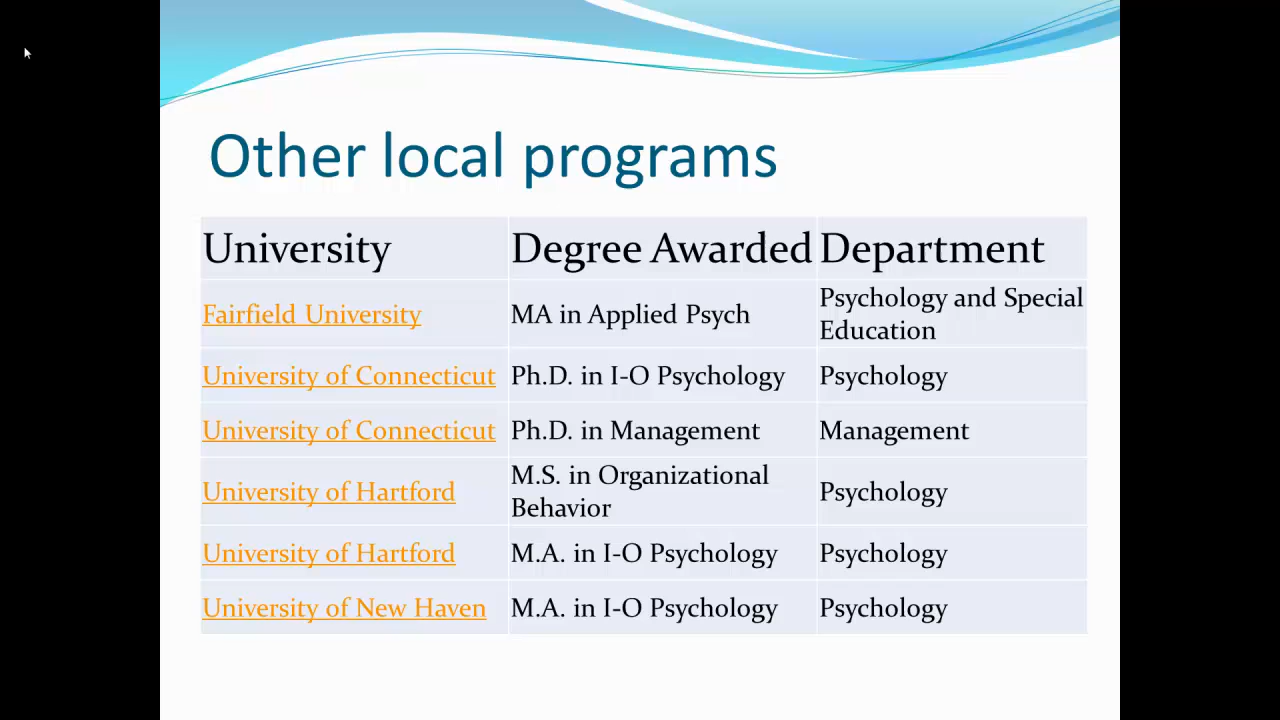 Other local programs
University Degree Awarded Department
Fairfield University MA in Applied Psych Psychology and Special Education
University of Connecticut Ph.D. in I-O Psychology Psychology
University of Connecticut Ph.D. in Management Management
University of Hartford M.S. in Organizational Behavior Psychology
University of Hartford M.A. in I-O Psychology Psychology
University of New Haven M.A. in I-O Psychology Psychology